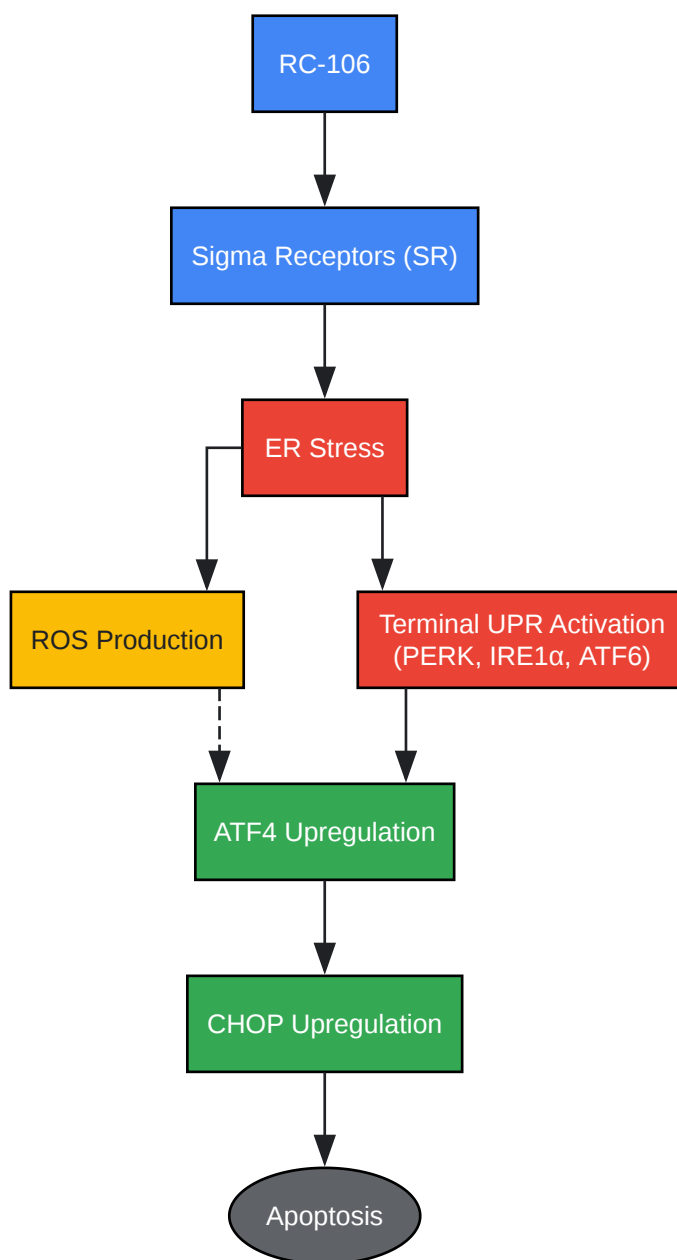 RC-106
Sigma Receptors (SR)
ER Stress
ROS Production
Terminal UPR Activation
(PERK, IRE1α, ATF6)
ATF4 Upregulation
CHOP Upregulation
Apoptosis